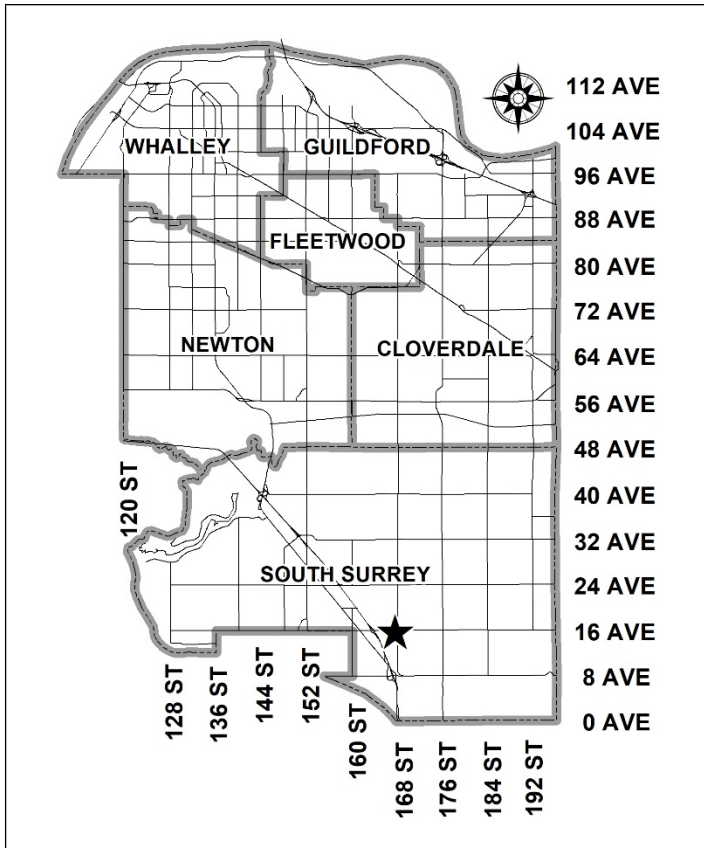 112 AVE
104 AVE
WHALLEY
GUILDFORD
96 AVE
88 AVE
FLEETWOOD
80 AVE
72 AVE
NEWTON
CLOVERDALE
64 AVE
56 AVE
48 AVE
120 ST
40 AVE
32 AVE
SOUTH SURREY
24 AVE
16 AVE
8 AVE
128 ST
136 ST
144 ST
152 ST
160 ST
0 AVE
168 ST
176 ST
184 ST
192 ST